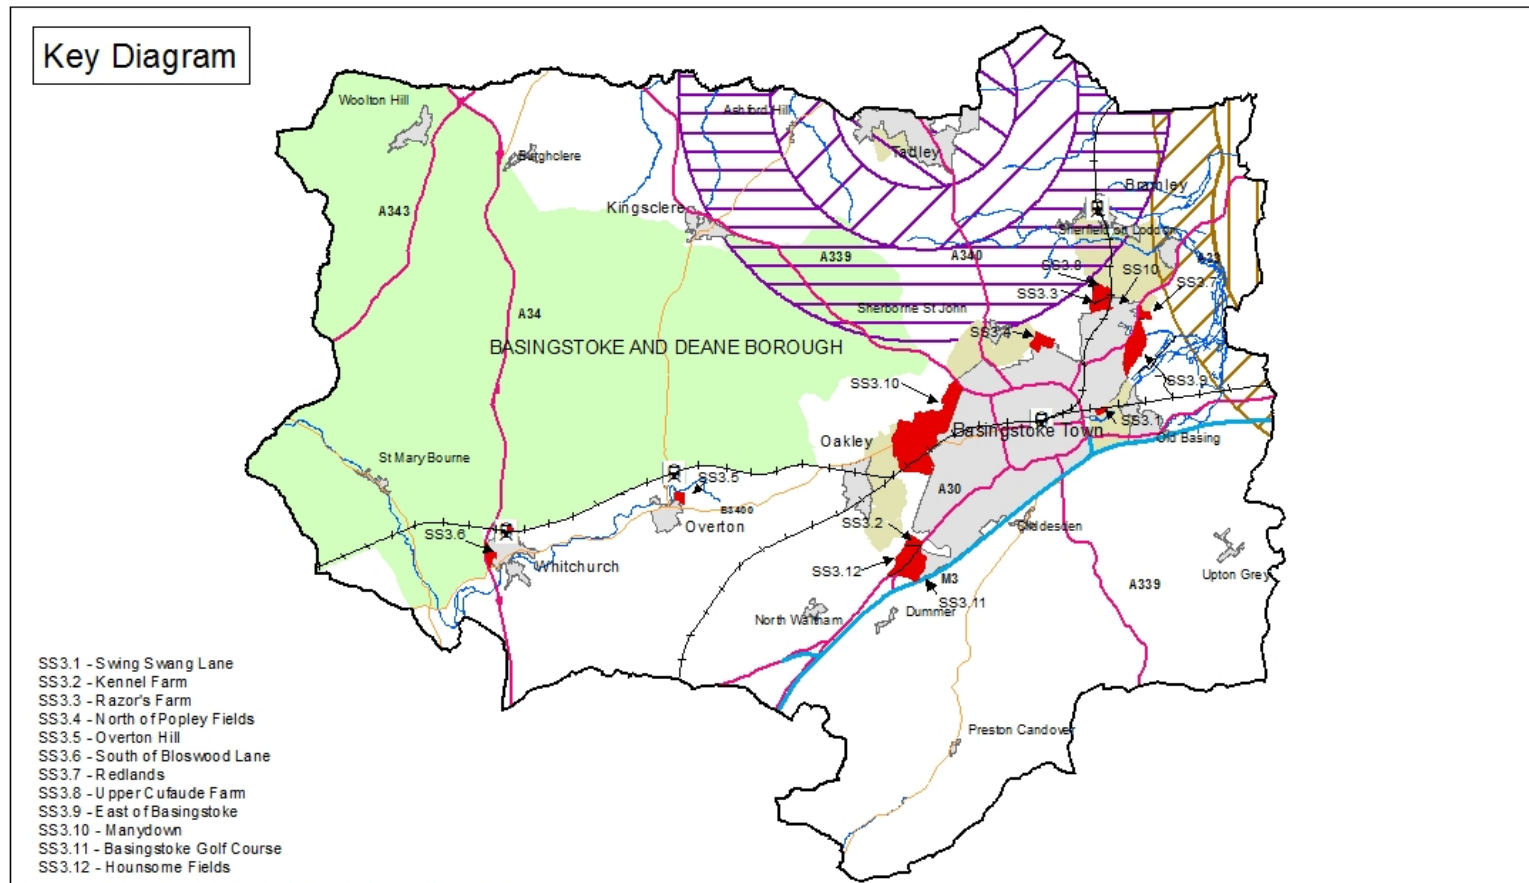 Key Diagram
Woolton Hill
Ashford Hill
Tadley
Burghclere
Bramley
A343
Kingsclere
Sherfield on Loddon
A339
A340
A33
SS3.8
SS10
SS3.3
SS3.7
A34
Sherborne St John
SS3.4
BASINGSTOKE AND DEANE BOROUGH
SS3.10
SS3.9
SS3.1
Oakley
Basingstoke Town
Old Basing
St Mary Bourne
SS3.5
A30
B3400
Overton
SS3.2
Cliddesden
SS3.6
Whitchurch
SS3.12
M3
A339
Upton Grey
SS3.11
North Waltham
Dummer
Preston Candover
SS3.1 - Swing Swang Lane
SS3.2 - Kennel Farm
SS3.3 - Razor's Farm
SS3.4 - North of Popley Fields
SS3.5 - Overton Hill
SS3.6 - South of Bloswood Lane
SS3.7 - Redlands
SS3.8 - Upper Cufaude Farm
SS3.9 - East of Basingstoke
SS3.10 - Manydown
SS3.11 - Basingstoke Golf Course
SS3.12 - Hounsome Fields